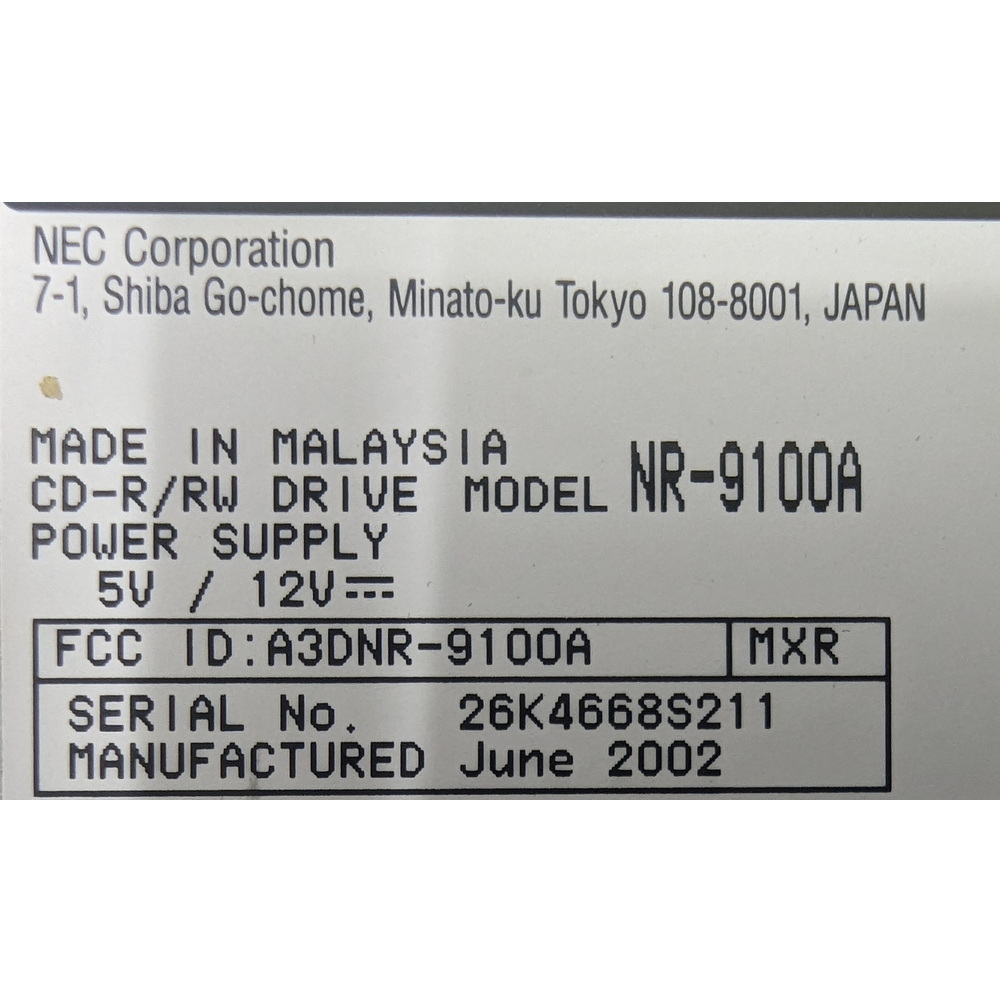 NEC Corporation
7-1, Shiba Go-chome, Minato-ku Tokyo 108-8001, JAPAN
MADE IN MALAYSIA
CD-R/RW DRIVE MODEL NR-9100A
POWER SUPPLY
5V / 12V⎓
FCC ID:A3DNR-9100A MXR
SERIAL No. 26K4668S211
MANUFACTURED June 2002